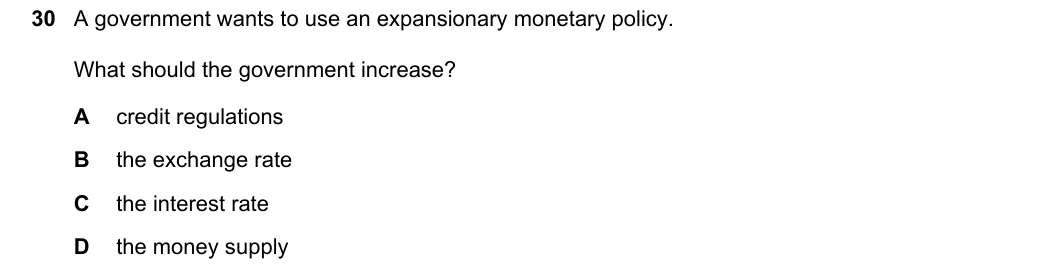 30 A government wants to use an expansionary monetary policy.
What should the government increase?
A credit regulations
B the exchange rate
C the interest rate
D the money supply